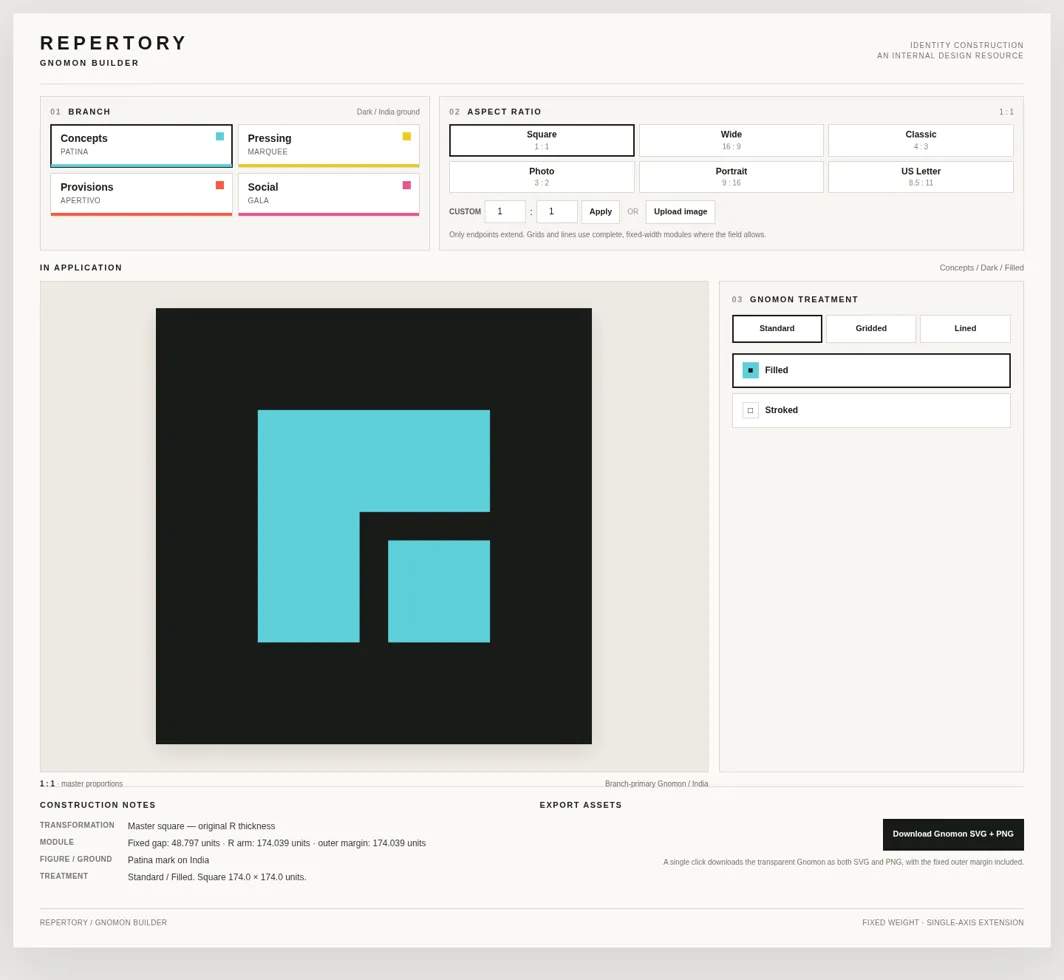 REPERTORY
GNOMON BUILDER
IDENTITY CONSTRUCTION
AN INTERNAL DESIGN RESOURCE
01 BRANCH
Dark / India ground
Concepts
PATINA
Pressing
MARQUEE
Provisions
APERTIVO
Social
GALA
02 ASPECT RATIO
1 : 1
Square
1 : 1
Wide
16 : 9
Classic
4 : 3
Photo
3 : 2
Portrait
9 : 16
US Letter
8.5 : 11
CUSTOM 1 : 1 Apply OR Upload image
Only endpoints extend. Grids and lines use complete, fixed-width modules where the field allows.
IN APPLICATION
Concepts / Dark / Filled
03 GNOMON TREATMENT
Standard
Gridded
Lined
Filled
Stroked
1 : 1 · master proportions
Branch-primary Gnomon / India
CONSTRUCTION NOTES
TRANSFORMATION Master square — original R thickness
MODULE Fixed gap: 48.797 units · R arm: 174.039 units · outer margin: 174.039 units
FIGURE / GROUND Patina mark on India
TREATMENT Standard / Filled. Square 174.0 × 174.0 units.
EXPORT ASSETS
Download Gnomon SVG + PNG
A single click downloads the transparent Gnomon as both SVG and PNG, with the fixed outer margin included.
REPERTORY / GNOMON BUILDER
FIXED WEIGHT · SINGLE-AXIS EXTENSION